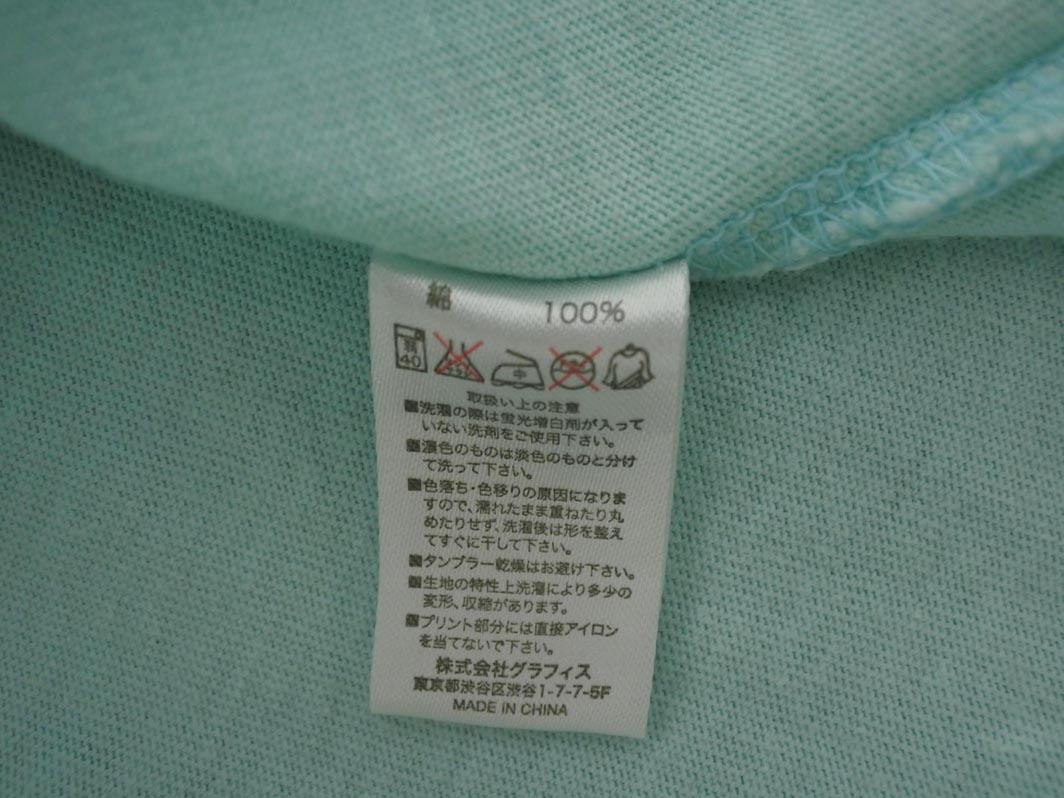 綿 100%
弱 40 中
取扱い上の注意
■洗濯の際は蛍光増白剤が入って
いない洗剤をご使用下さい。
■濃色のものは淡色のものと分け
て洗って下さい。
■色落ち・色移りの原因になりま
すので、濡れたまま重ねたり丸
めたりせず、洗濯後は形を整え
てすぐに干して下さい。
■タンブラー乾燥はお避け下さい。
■生地の特性上洗濯により多少の
変形、収縮があります。
■プリント部分には直接アイロン
を当てないで下さい。
株式会社グラフィス
東京都渋谷区渋谷1-7-7-5F
MADE IN CHINA